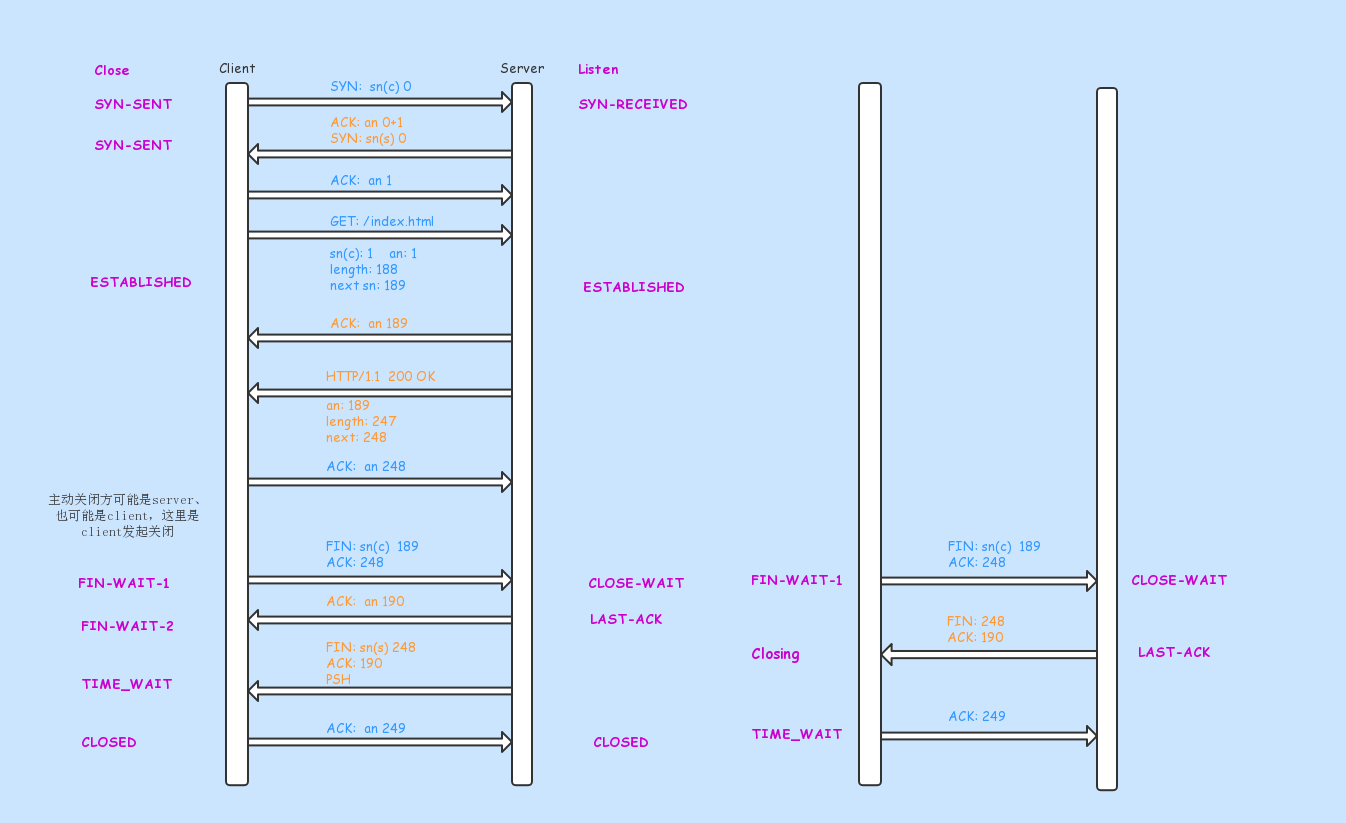 Close
Client
Server
Listen
SYN:  sn(c) 0
SYN-SENT
SYN-RECEIVED
ACK: an 0+1
SYN: sn(s) 0
SYN-SENT
ACK:  an 1
GET: /index.html
sn(c): 1    an: 1
length: 188
next sn: 189
ESTABLISHED
ESTABLISHED
ACK:  an 189
HTTP/1.1  200 OK
an: 189
length: 247
next: 248
ACK:  an 248
主动关闭方可能是server、
也可能是client，这里是
client发起关闭
FIN: sn(c)  189
ACK: 248
FIN-WAIT-1
CLOSE-WAIT
ACK:  an 190
FIN-WAIT-2
LAST-ACK
FIN: sn(s) 248
ACK: 190
PSH
TIME_WAIT
ACK:  an 249
CLOSED
CLOSED
FIN: sn(c)  189
ACK: 248
FIN-WAIT-1
CLOSE-WAIT
FIN: 248
ACK: 190
Closing
LAST-ACK
ACK: 249
TIME_WAIT